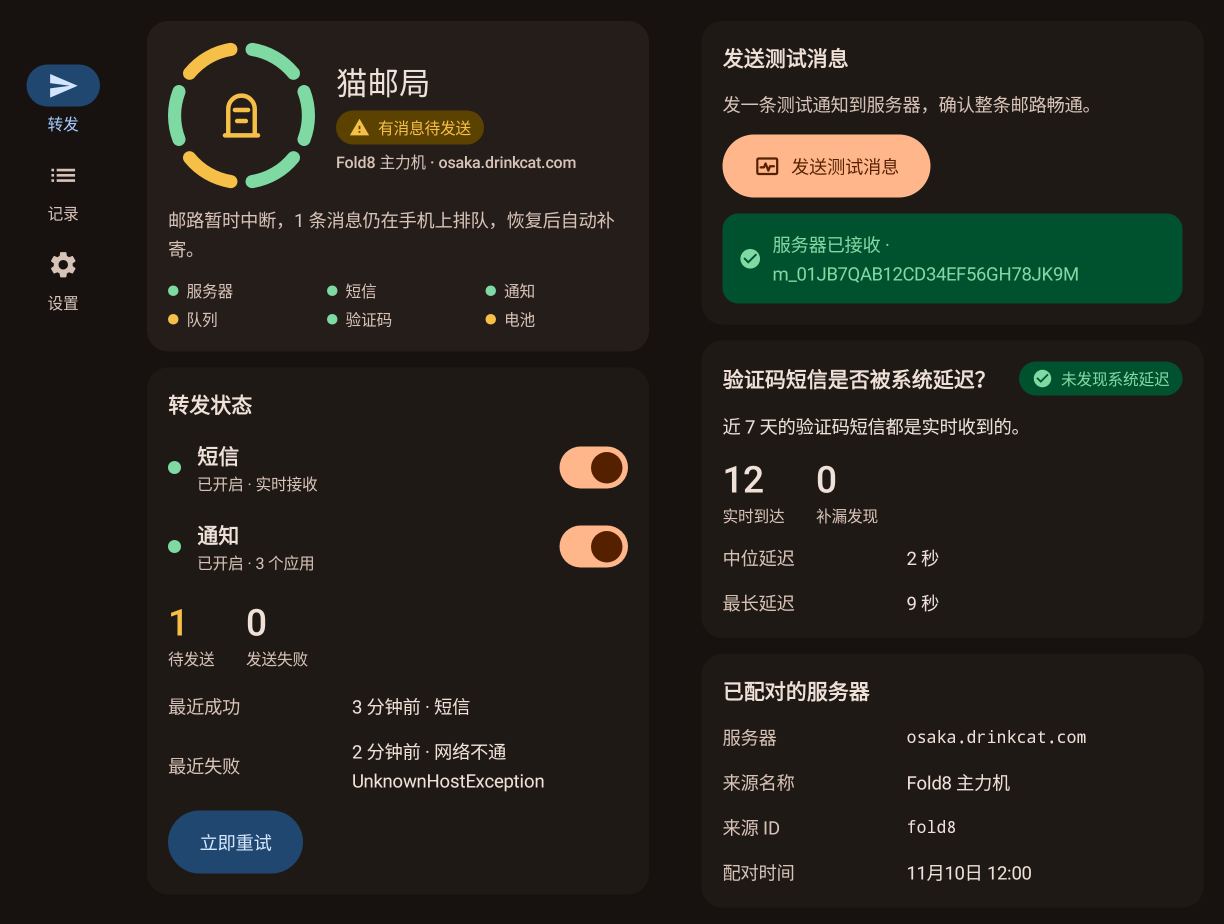 转发
记录
设置
猫邮局
有消息待发送
Fold8 主力机 · osaka.drinkcat.com
邮路暂时中断，1 条消息仍在手机上排队，恢复后自动补
寄。
服务器
短信
通知
队列
验证码
电池
转发状态
短信
已开启 · 实时接收
通知
已开启 · 3 个应用
1
0
待发送
发送失败
最近成功
3 分钟前 · 短信
最近失败
2 分钟前 · 网络不通
UnknownHostException
立即重试
发送测试消息
发一条测试通知到服务器，确认整条邮路畅通。
发送测试消息
服务器已接收 ·
m_01JB7QAB12CD34EF56GH78JK9M
验证码短信是否被系统延迟？
未发现系统延迟
近 7 天的验证码短信都是实时收到的。
12
0
实时到达
补漏发现
中位延迟
2 秒
最长延迟
9 秒
已配对的服务器
服务器
osaka.drinkcat.com
来源名称
Fold8 主力机
来源 ID
fold8
配对时间
11月10日 12:00